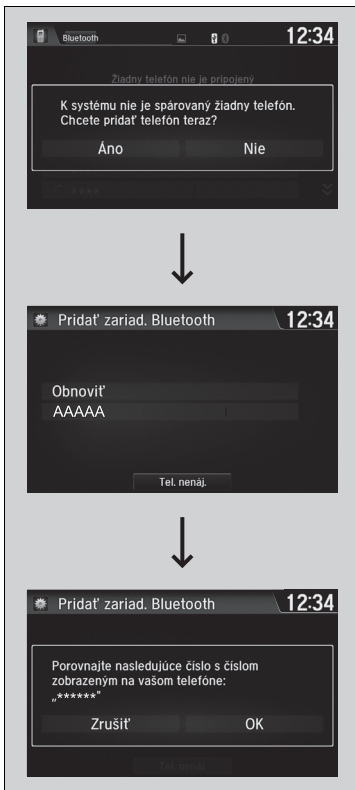 Bluetooth
12:34
Žiadny telefón nie je pripojený
K systému nie je spárovaný žiadny telefón.
Chcete pridať telefón teraz?
Áno Nie
Pridať zariad. Bluetooth 12:34
Obnoviť
AAAAA
Tel. nenáj.
Pridať zariad. Bluetooth 12:34
Porovnajte nasledujúce číslo s číslom
zobrazeným na vašom telefóne:
„******"
Zrušiť OK
Tel. nenáj.